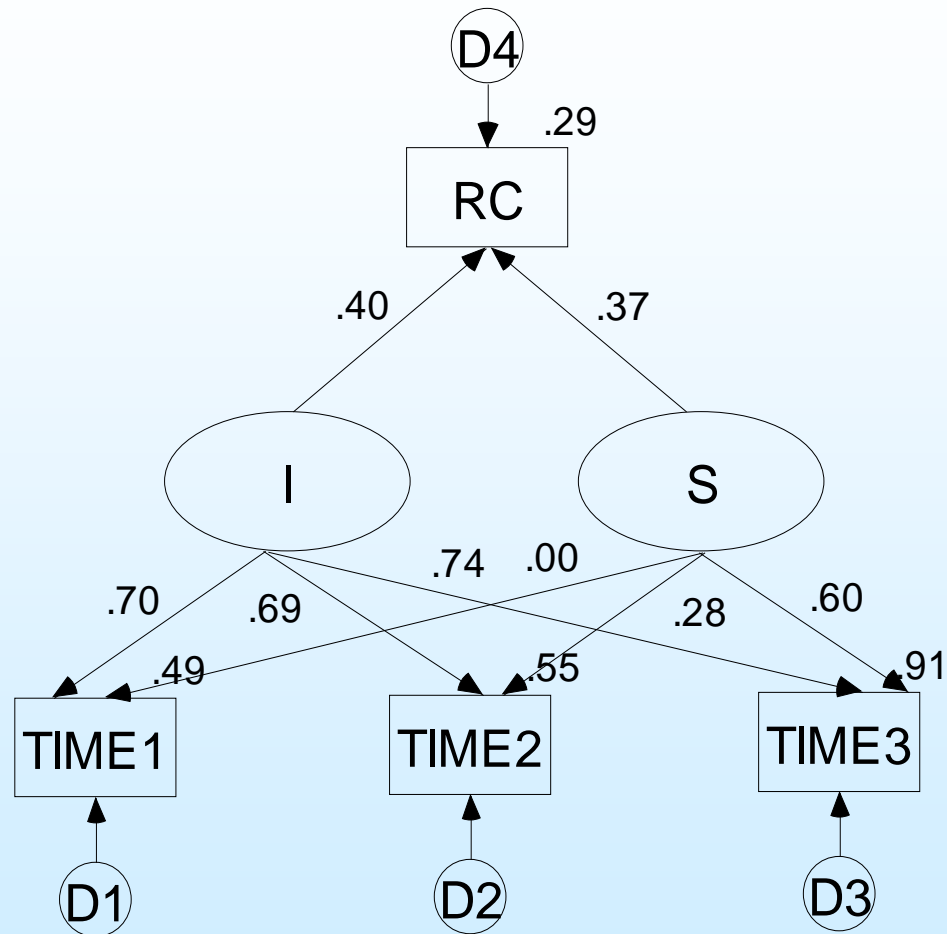 D4
.29
RC
.40
.37
I
S
.70
.69
.74
.00
.28
.60
.49
.55
.91
TIME1
TIME2
TIME3
D1
D2
D3